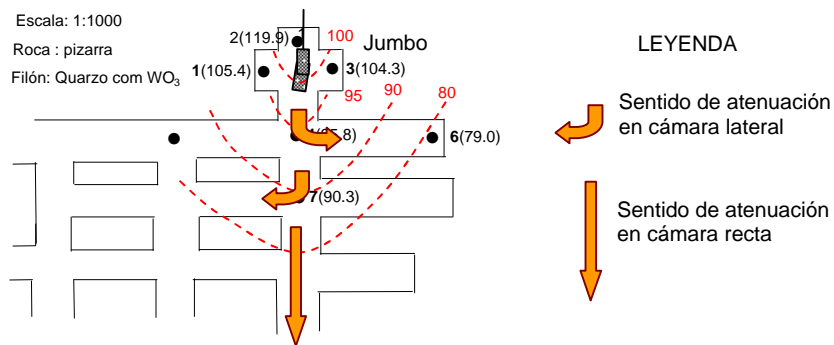 Escala: 1:1000
Roca : pizarra
Filón: Quarzo com WO3
2(119.9)
100
Jumbo
1(105.4)
3(104.3)
95
90
80
5.8)
6(79.0)
7(90.3)
LEYENDA
Sentido de atenuación
en cámara lateral
Sentido de atenuación
en cámara recta